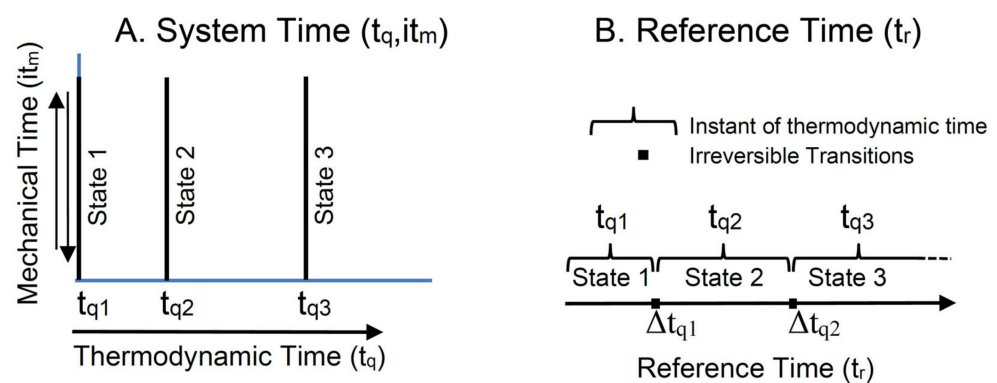 A. System Time (tq,itm)
Mechanical Time (itm)
State 1
State 2
State 3
tq1
tq2
tq3
Thermodynamic Time (tq)
B. Reference Time (tr)
Instant of thermodynamic time
Irreversible Transitions
tq1
tq2
tq3
State 1
State 2
State 3
Δtq1
Δtq2
Reference Time (tr)